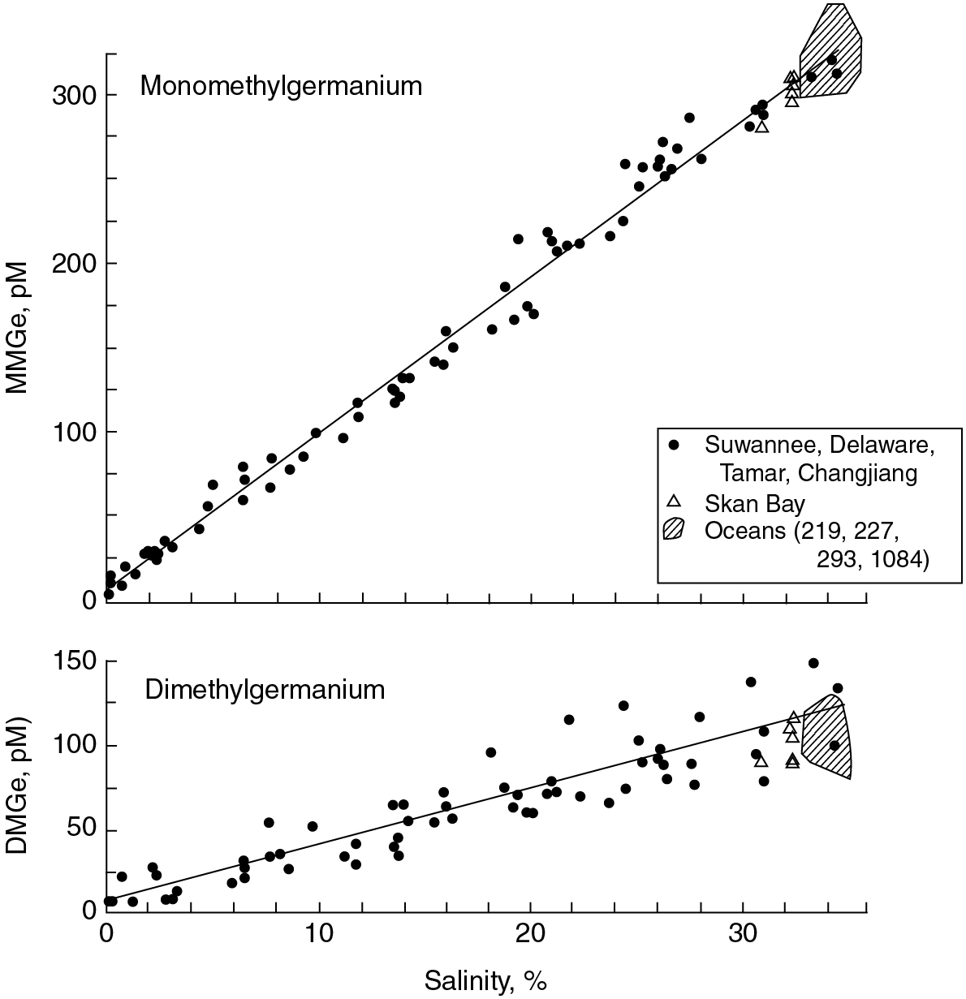 Monomethylgermanium
300
200
100
0
MMGe, pM
Suwannee, Delaware,
Tamar, Changjiang
Skan Bay
Oceans (219, 227,
293, 1084)
Dimethylgermanium
150
100
50
0
DMGe, pM)
0 10 20 30
Salinity, %